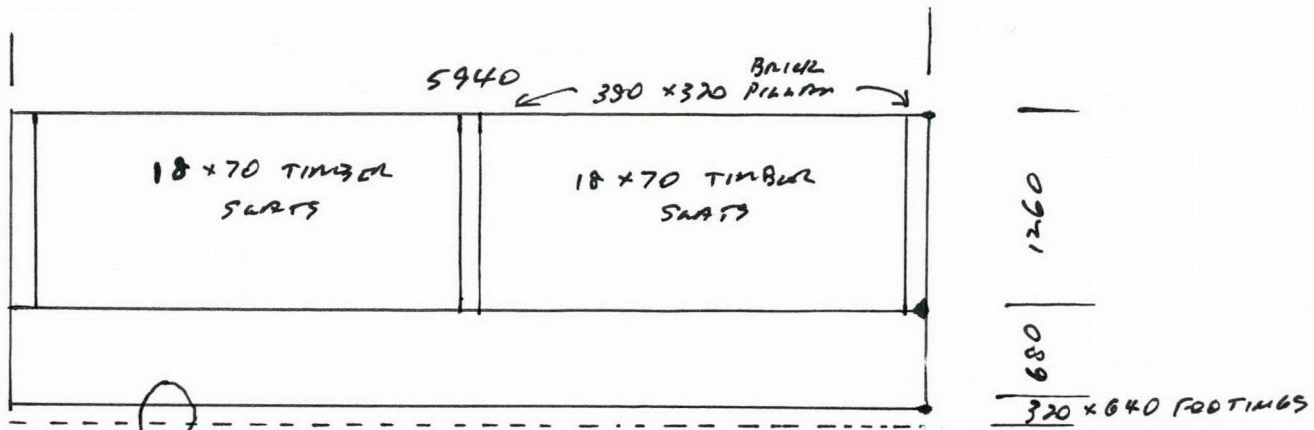 5940
BRICK
390 x 320 PILLAR
18 x 70 TIMBER
SLATS
18 x 70 TIMBER
SLATS
1260
680
320 x 640 FOOTINGS